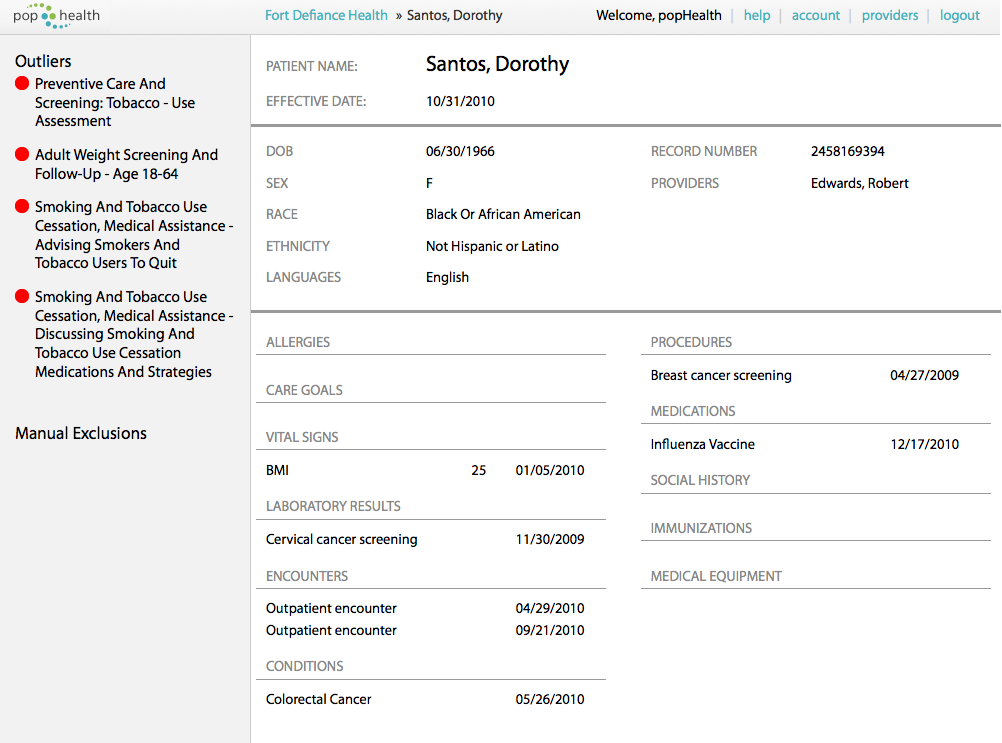 pop health
Fort Defiance Health » Santos, Dorothy
Welcome, popHealth | help | account | providers | logout
Outliers
Preventive Care And
Screening: Tobacco - Use
Assessment
Adult Weight Screening And
Follow-Up - Age 18-64
Smoking And Tobacco Use
Cessation, Medical Assistance -
Advising Smokers And
Tobacco Users To Quit
Smoking And Tobacco Use
Cessation, Medical Assistance -
Discussing Smoking And
Tobacco Use Cessation
Medications And Strategies
Manual Exclusions
PATIENT NAME: Santos, Dorothy
EFFECTIVE DATE: 10/31/2010
DOB 06/30/1966
SEX F
RACE Black Or African American
ETHNICITY Not Hispanic or Latino
LANGUAGES English
RECORD NUMBER 2458169394
PROVIDERS Edwards, Robert
ALLERGIES
CARE GOALS
VITAL SIGNS
BMI 25 01/05/2010
LABORATORY RESULTS
Cervical cancer screening 11/30/2009
ENCOUNTERS
Outpatient encounter 04/29/2010
Outpatient encounter 09/21/2010
CONDITIONS
Colorectal Cancer 05/26/2010
PROCEDURES
Breast cancer screening 04/27/2009
MEDICATIONS
Influenza Vaccine 12/17/2010
SOCIAL HISTORY
IMMUNIZATIONS
MEDICAL EQUIPMENT